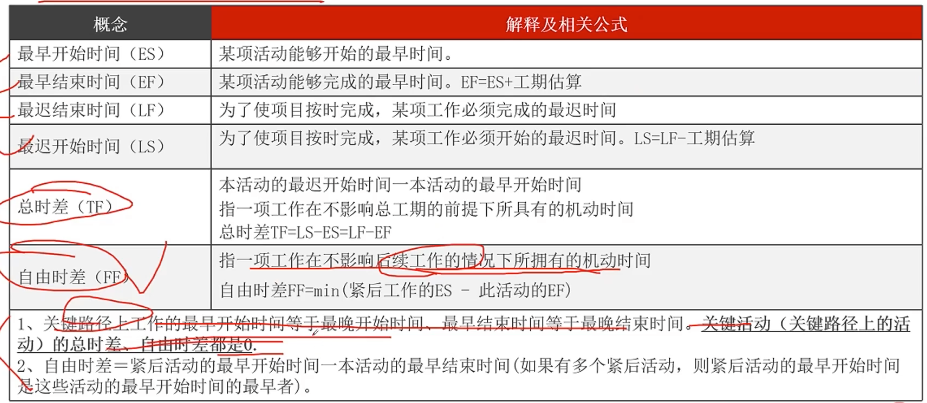 概念
解释及相关公式
最早开始时间（ES）
某项活动能够开始的最早时间。
最早结束时间（EF）
某项活动能够完成的最早时间。EF=ES+工期估算
最迟结束时间（LF）
为了使项目按时完成，某项工作必须完成的最迟时间
最迟开始时间（LS）
为了使项目按时完成，某项工作必须开始的最迟时间。LS=LF-工期估算
总时差（TF）
本活动的最迟开始时间一本活动的最早开始时间
指一项工作在不影响总工期的前提下所具有的机动时间
总时差TF=LS-ES=LF-EF
自由时差（FF）
指一项工作在不影响后续工作的情况下所拥有的机动时间
自由时差FF=min(紧后工作的ES - 此活动的EF)
1、关键路径上工作的最早开始时间等于最晚开始时间、最早结束时间等于最晚结束时间。关键活动（关键路径上的活
动）的总时差、自由时差都是0.
2、自由时差＝紧后活动的最早开始时间一本活动的最早结束时间(如果有多个紧后活动，则紧后活动的最早开始时间
是这些活动的最早开始时间的最早者)。